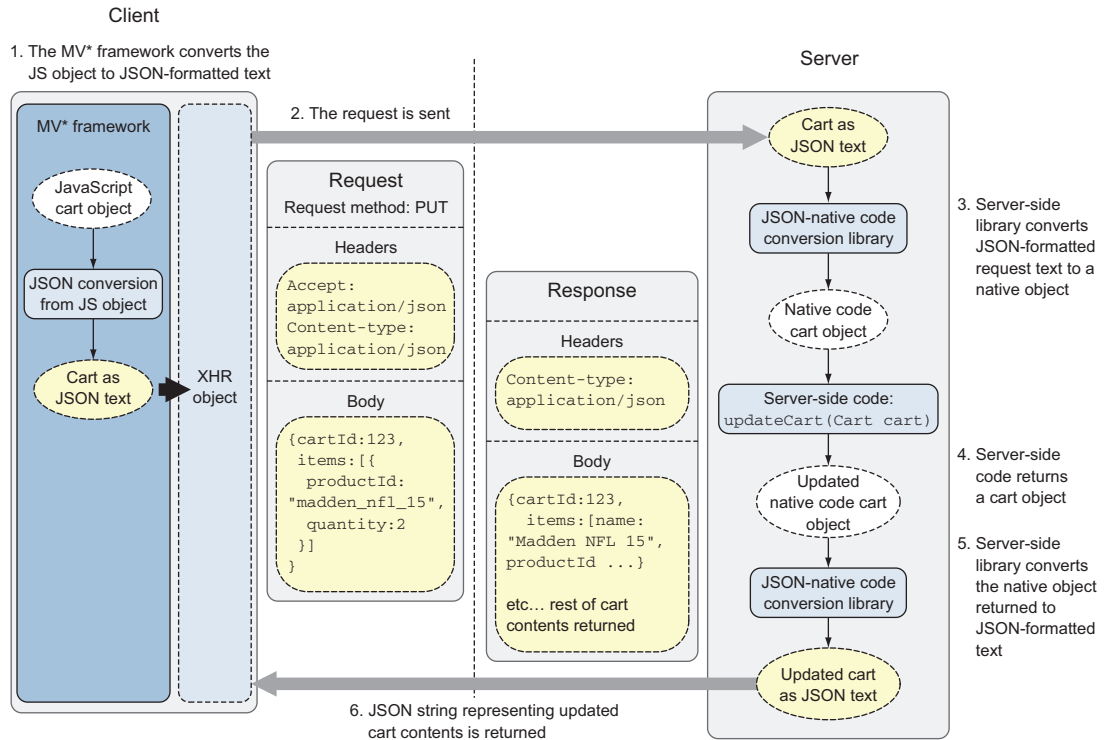 Client
1. The MV* framework converts the
JS object to JSON-formatted text
Server
MV* framework
JavaScript
cart object
JSON conversion
from JS object
Cart as
JSON text
XHR
object
2. The request is sent
Request
Request method: PUT
Headers
Accept:
application/json
Content-type:
application/json
Body
{cartId:123,
items:[{
productId:
"madden_nfl_15",
quantity:2
}]
}
Response
Headers
Content-type:
application/json
Body
{cartId:123,
items:[name:
"Madden NFL 15",
productId ...}
etc... rest of cart
contents returned
Cart as
JSON text
JSON-native code
conversion library
Native code
cart object
Server-side code:
updateCart(Cart cart)
Updated
native code cart
object
JSON-native code
conversion library
Updated cart
as JSON text
3. Server-side
library converts
JSON-formatted
request text to a
native object
4. Server-side
code returns
a cart object
5. Server-side
library converts
the native object
returned to
JSON-formatted
text
6. JSON string representing updated
cart contents is returned